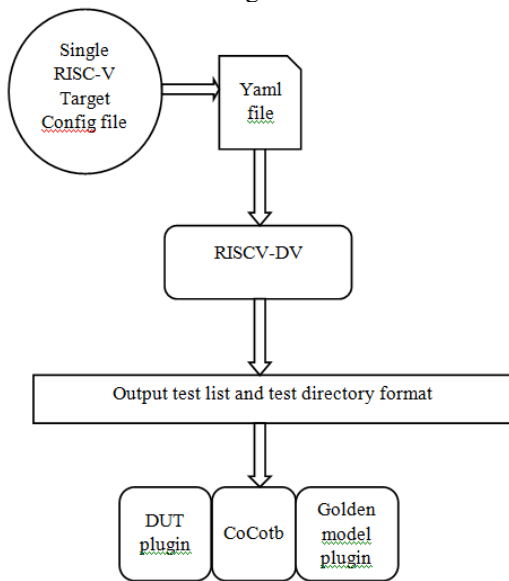 Single
RISC-V
Target
Config file
Yaml
file
RISCV-DV
Output test list and test directory format
DUT
plugin
CoCotb
Golden
model
plugin